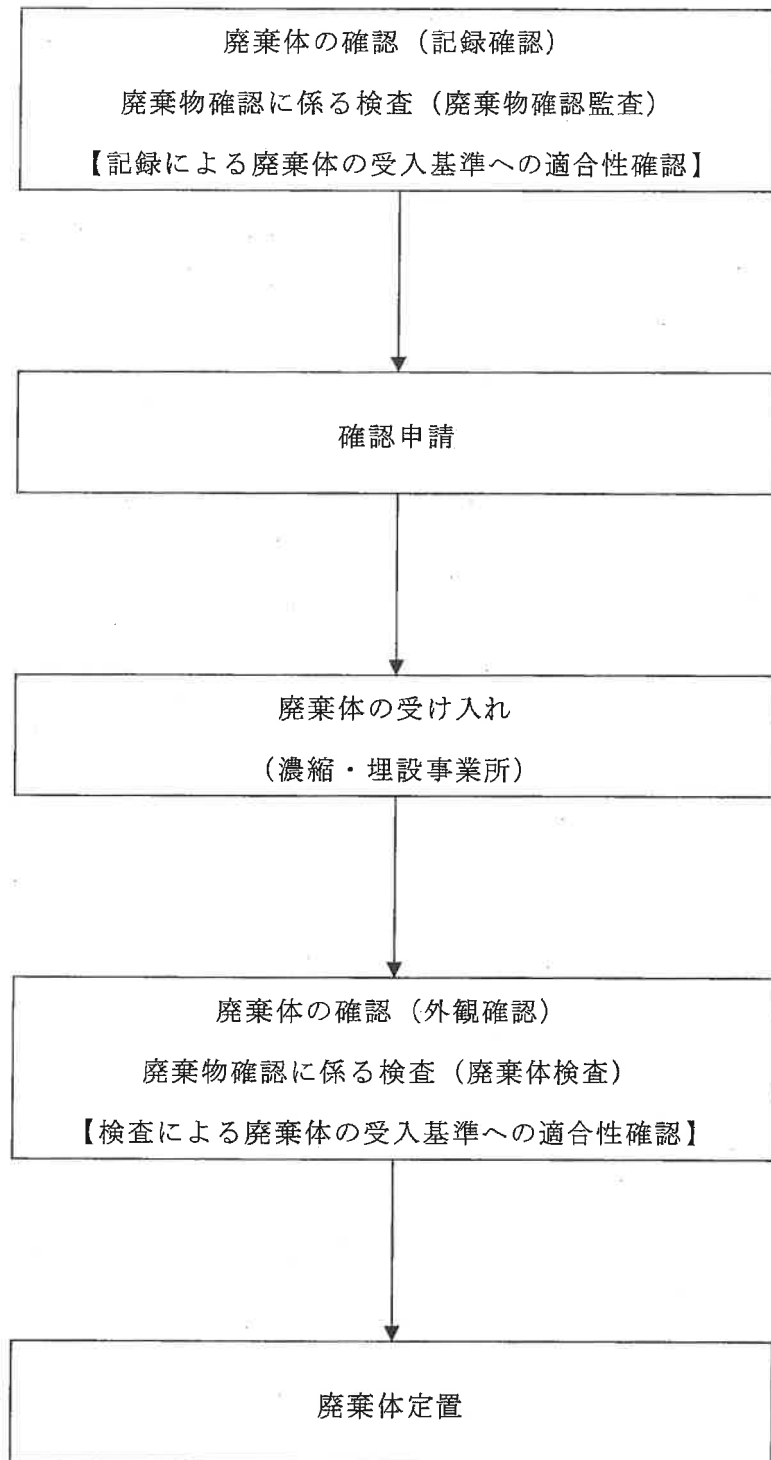 廃棄体の確認（記録確認）
廃棄物確認に係る検査（廃棄物確認監査）
【記録による廃棄体の受入基準への適合性確認】
確認申請
廃棄体の受け入れ
（濃縮・埋設事業所）
廃棄体の確認（外観確認）
廃棄物確認に係る検査（廃棄体検査）
【検査による廃棄体の受入基準への適合性確認】
廃棄体定置